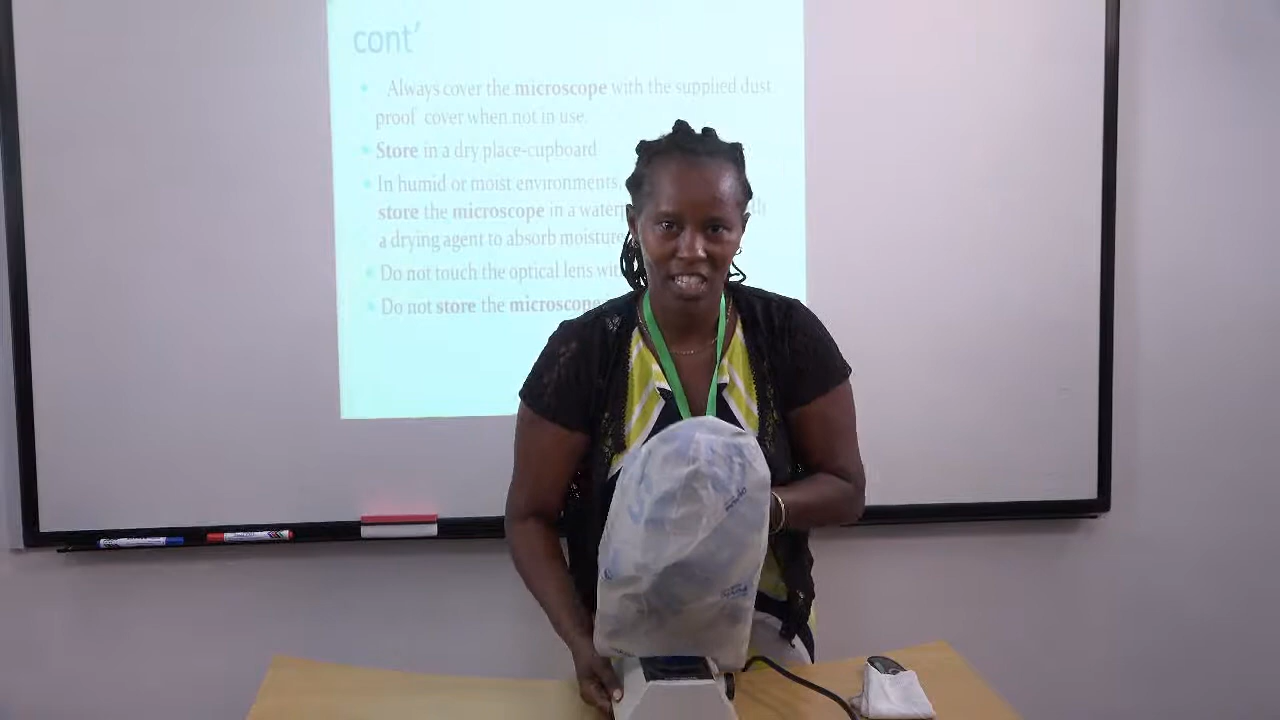 cont'
• Always cover the microscope with the supplied dust
proof cover when not in use.
• Store in a dry place-cupboard
• In humid or moist environments,
store the microscope in a
a drying agent to absorb moisture
• Do not touch the optical lens
• Do not store the microscope